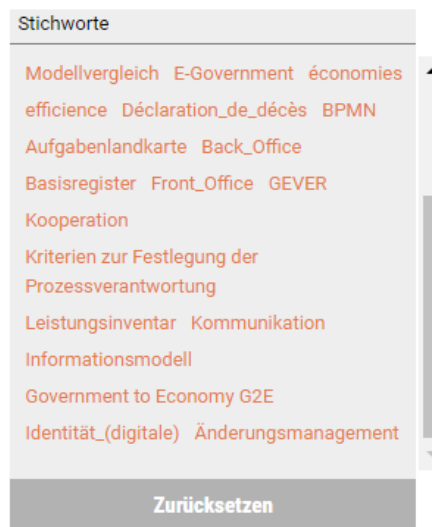 Stichworte
Modellvergleich E-Government économies
efficience Déclaration_de_décès BPMN
Aufgabenlandkarte Back_Office
Basisregister Front_Office GEVER
Kooperation
Kriterien zur Festlegung der
Prozessverantwortung
Leistungsinventar Kommunikation
Informationsmodell
Government to Economy G2E
Identität_(digitale) Änderungsmanagement
Zurücksetzen